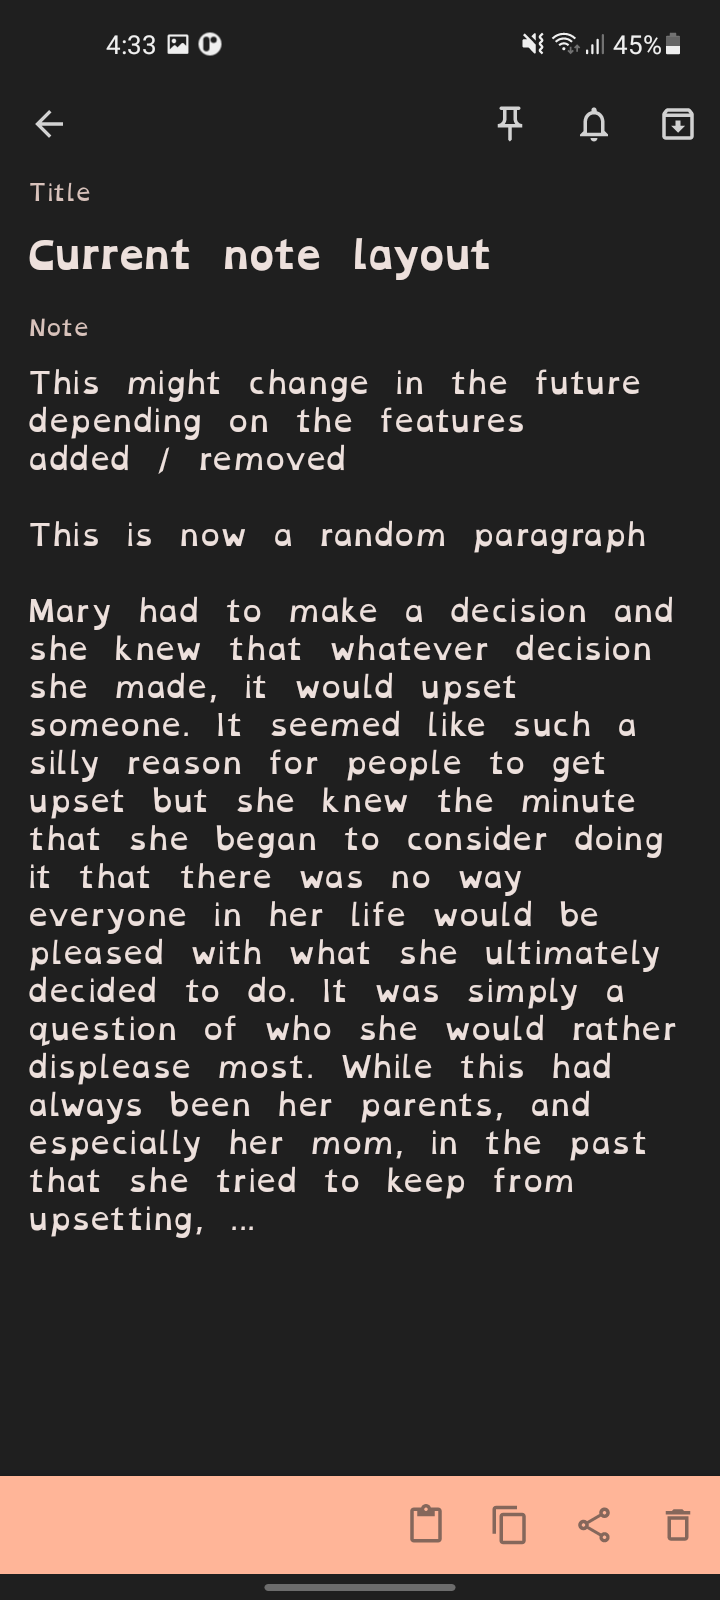 4:33 45%
Title
Current note layout
Note
This might change in the future
depending on the features
added / removed
This is now a random paragraph
Mary had to make a decision and
she knew that whatever decision
she made, it would upset
someone. It seemed like such a
silly reason for people to get
upset but she knew the minute
that she began to consider doing
it that there was no way
everyone in her life would be
pleased with what she ultimately
decided to do. It was simply a
question of who she would rather
displease most. While this had
always been her parents, and
especially her mom, in the past
that she tried to keep from
upsetting, ...